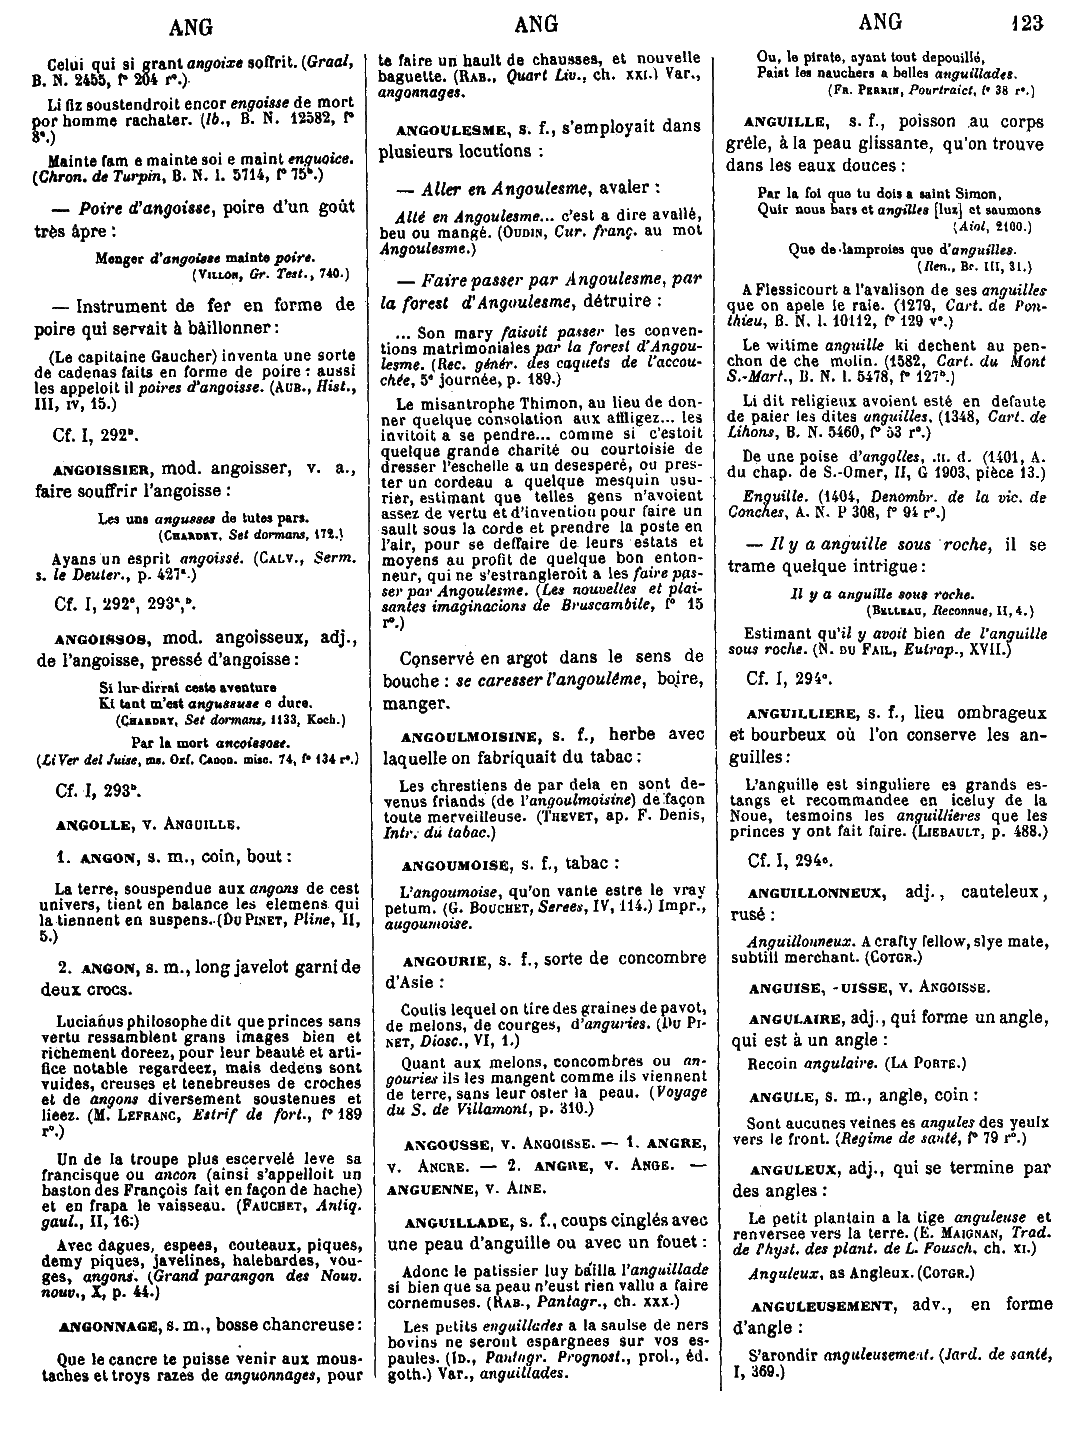 ANG
ANG
ANG
123
Celui qui si grant angoixe soffrit. (Graal,
B. N. 2455, f° 204 r°.)
Li fiz soustendroit encor engoisse de mort
por homme rachater. (Ib., B. N. 12582, f°
8ª.)
Mainte fam e mainte soi e maint enguoice.
(Chron. de Turpin, B. N. l. 5714, f° 75ᵇ.)
— Poire d'angoisse, poire d'un goût
très âpre :
Menger d'angoisse mainte poire.
(VILLON, Gr. Test., 740.)
— Instrument de fer en forme de
poire qui servait à bâillonner :
(Le capitaine Gaucher) inventa une sorte
de cadenas faits en forme de poire : aussi
les appeloit il poires d'angoisse. (AUB., Hist.,
III, IV, 15.)
Cf. I, 292ᵇ.
ANGOISSIER, mod. angoisser, v. a.,
faire souffrir l'angoisse :
Les uns angusses de tutes pars.
(CHARDRY, Set dormans, 172.)
Ayans un esprit angoissé. (CALV., Serm.
s. le Deuter., p. 427ª.)
Cf. I, 292ᶜ, 293ª,ᵇ.
ANGOISSOS, mod. angoisseux, adj.,
de l'angoisse, pressé d'angoisse :
Si lur dirrai ceste aventure
Ki tant m'est angussuse e dure.
(CHARDRY, Set dormans, 1133, Koch.)
Par la mort ancoissose.
(Li Ver del Juise, ms. Oxf. CANON. misc. 74, f° 134 r°.)
Cf. I, 293ᵇ.
ANGOLLE, v. ANGUILLE.
1. ANGON, s. m., coin, bout :
La terre, souspendue aux angons de cest
univers, tient en balance les elemens qui
la tiennent en suspens. (DU PINET, Pline, II,
5.)
2. ANGON, s. m., long javelot garni de
deux crocs.
Lucianus philosophe dit que princes sans
vertu ressamblent grans images bien et
richement doreez, pour leur beauté et arti-
fice notable regardeez, mais dedens sont
vuides, creuses et tenebreuses de croches
et de angons diversement soustenues et
lieez. (M. LEFRANC, Estrif de fort., f° 189
r°.)
Un de la troupe plus escervelé leve sa
francisque ou ancon (ainsi s'appelloit un
baston des François fait en façon de hache)
et en frapa le vaisseau. (FAUCHET, Antiq.
gaul., II, 16.)
Avec dagues, espees, couteaux, piques,
demy piques, javelines, halebardes, vou-
ges, angons. (Grand parangon des Nouv.
nouv., X, p. 44.)
ANGONNAGE, s. m., bosse chancreuse :
Que le cancre te puisse venir aux mous-
taches et troys razes de anguonnages, pour
te faire un hault de chausses, et nouvelle
baguette. (RAB., Quart Liv., ch. XXI.) Var.,
angonnages.
ANGOULESME, s. f., s'employait dans
plusieurs locutions :
— Aller en Angoulesme, avaler :
Allé en Angoulesme... c'est a dire avallé,
beu ou mangé. (OUDIN, Cur. franç. au mot
Angoulesme.)
— Faire passer par Angoulesme, par
la forest d'Angoulesme, détruire :
... Son mary faisoit passer les conven-
tions matrimoniales par la forest d'Angou-
lesme. (Rec. génér. des caquets de l'accou-
chée, 5ᵉ journée, p. 189.)
Le misantrophe Thimon, au lieu de don-
ner quelque consolation aux affligez... les
invitoit a se pendre... comme si c'estoit
quelque grande charité ou courtoisie de
dresser l'eschelle a un desesperé, ou pres-
ter un cordeau a quelque mesquin usu-
rier, estimant que telles gens n'avoient
assez de vertu et d'invention pour faire un
sault sous la corde et prendre la poste en
l'air, pour se deffaire de leurs estats et
moyens au profit de quelque bon enton-
neur, qui ne s'estrangleroit a les faire pas-
ser par Angoulesme. (Les nouvelles et plai-
santes imaginacions de Bruscambile, f° 15
r°.)
Conservé en argot dans le sens de
bouche : se caresser l'angoulême, boire,
manger.
ANGOULMOISINE, s. f., herbe avec
laquelle on fabriquait du tabac :
Les chrestiens de par dela en sont de-
venus friands (de l'angoulmoisine) de façon
toute merveilleuse. (THEVET, ap. F. Denis,
Intr. du tabac.)
ANGOUMOISE, s. f., tabac :
L'angoumoise, qu'on vante estre le vray
petum. (G. BOUCHET, Serees, IV, 114.) Impr.,
augoumoise.
ANGOURIE, s. f., sorte de concombre
d'Asie :
Coulis lequel on tire des graines de pavot,
de melons, de courges, d'anguries. (DU PI-
NET, Diosc., VI, 1.)
Quant aux melons, concombres ou an-
gouries ils les mangent comme ils viennent
de terre, sans leur oster la peau. (Voyage
du S. de Villamont, p. 310.)
ANGOUSSE, v. ANGOISSE. — 1. ANGRE,
v. ANCRE. — 2. ANGRE, v. ANGE. —
ANGUENNE, v. AINE.
ANGUILLADE, s. f., coups cinglés avec
une peau d'anguille ou avec un fouet :
Adonc le patissier luy bailla l'anguillade
si bien que sa peau n'eust rien vallu a faire
cornemuses. (RAB., Pantagr., ch. XXX.)
Les petits enguillades a la saulse de ners
bovins ne seront espargnees sur vos es-
paules. (ID., Pantagr. Prognost., prol., éd.
goth.) Var., anguillades.
Ou, le pirate, ayant tout depouillé,
Paist les nauchers a belles anguillades.
(FR. PERRIN, Pourtraict, f° 38 r°.)
ANGUILLE, s. f., poisson au corps
grêle, à la peau glissante, qu'on trouve
dans les eaux douces :
Par la foi que tu dois a saint Simon,
Quir nous bars et angilles [luz] et saumons
(Aiol, 2100.)
Que de lamproies que d'anguilles.
(Ren., Br. III, 31.)
A Flessicourt a l'avalison de ses anguilles
que on apele le raie. (1279, Cart. de Pon-
thieu, B. N. l. 10112, f° 129 v°.)
Le witime anguille ki dechent au pen-
chon de che molin. (1582, Cart. du Mont
S.-Mart., B. N. l. 5478, f° 127ᵇ.)
Li dit religieux avoient esté en defaute
de paier les dites anguilles. (1348, Cart. de
Lihons, B. N. 5460, f° 53 r°.)
De une poise d'angolles, .II. d. (1401, A.
du chap. de S.-Omer, II, G 1903, pièce 13.)
Enguille. (1404, Denombr. de la vic. de
Conches, A. N. P 308, f° 94 r°.)
— Il y a anguille sous roche, il se
trame quelque intrigue :
Il y a anguille sous roche.
(BELLEAU, Reconnue, II, 4.)
Estimant qu'il y avoit bien de l'anguille
sous roche. (N. DU FAIL, Eutrap., XVII.)
Cf. I, 294ᵃ.
ANGUILLIERE, s. f., lieu ombrageux
et bourbeux où l'on conserve les an-
guilles :
L'anguille est singuliere es grands es-
tangs et recommandee en iceluy de la
Noue, tesmoins les anguillieres que les
princes y ont fait faire. (LIEBAULT, p. 488.)
Cf. I, 294ᵃ.
ANGUILLONNEUX, adj., cauteleux,
rusé :
Anguillonneux. A crafty fellow, slye mate,
subtill merchant. (COTGR.)
ANGUISE, -UISSE, v. ANGOISSE.
ANGULAIRE, adj., qui forme un angle,
qui est à un angle :
Recoin angulaire. (LA PORTE.)
ANGULE, s. m., angle, coin :
Sont aucunes veines es angules des yeulx
vers le front. (Regime de santé, f° 79 r°.)
ANGULEUX, adj., qui se termine par
des angles :
Le petit plantain a la tige anguleuse et
renversee vers la terre. (E. MAIGNAN, Trad.
de l'hyst. des plant. de L. Fousch, ch. XI.)
Anguleux, as Angleux. (COTGR.)
ANGULEUSEMENT, adv., en forme
d'angle :
S'arondir anguleusement. (Jard. de santé,
I, 369.)